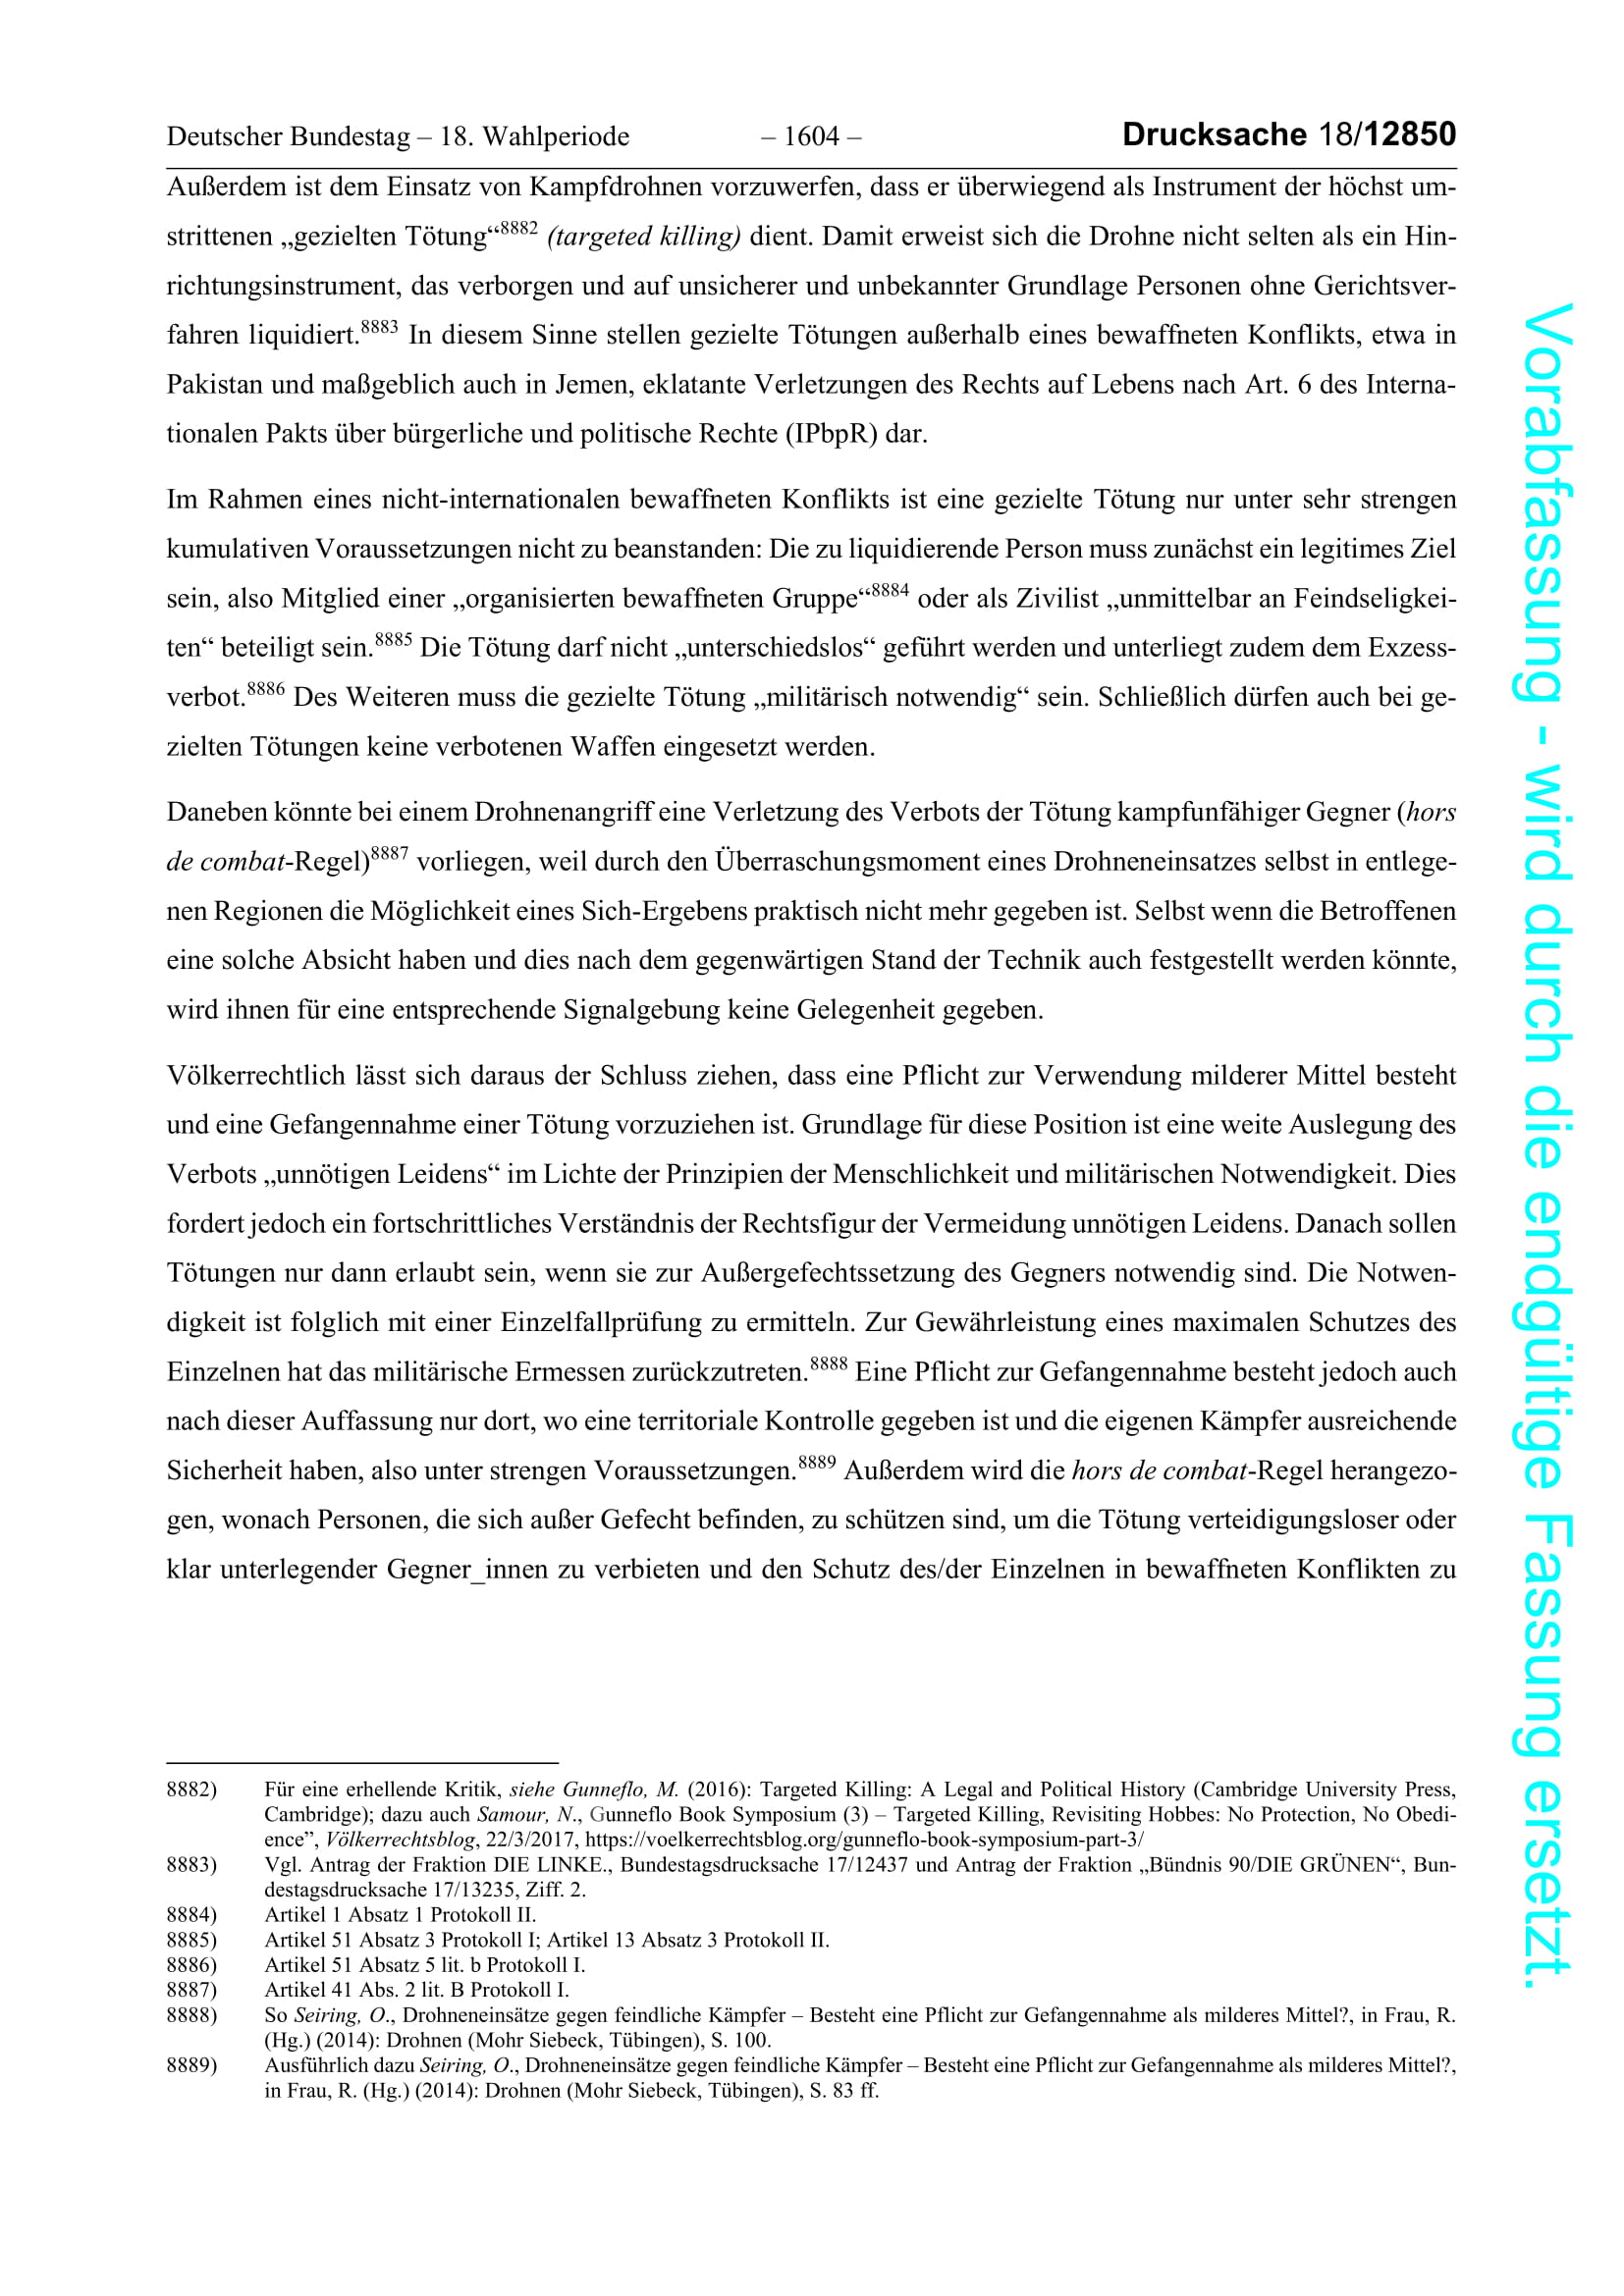 Deutscher Bundestag – 18. Wahlperiode – 1604 – Drucksache 18/12850
Außerdem ist dem Einsatz von Kampfdrohnen vorzuwerfen, dass er überwiegend als Instrument der höchst um-
strittenen „gezielten Tötung“8882 (targeted killing) dient. Damit erweist sich die Drohne nicht selten als ein Hin-
richtungsinstrument, das verborgen und auf unsicherer und unbekannter Grundlage Personen ohne Gerichtsver-
fahren liquidiert.8883 In diesem Sinne stellen gezielte Tötungen außerhalb eines bewaffneten Konflikts, etwa in
Pakistan und maßgeblich auch in Jemen, eklatante Verletzungen des Rechts auf Lebens nach Art. 6 des Interna-
tionalen Pakts über bürgerliche und politische Rechte (IPbpR) dar.
Im Rahmen eines nicht-internationalen bewaffneten Konflikts ist eine gezielte Tötung nur unter sehr strengen
kumulativen Voraussetzungen nicht zu beanstanden: Die zu liquidierende Person muss zunächst ein legitimes Ziel
sein, also Mitglied einer „organisierten bewaffneten Gruppe“8884 oder als Zivilist „unmittelbar an Feindseligkei-
ten“ beteiligt sein.8885 Die Tötung darf nicht „unterschiedslos“ geführt werden und unterliegt zudem dem Exzess-
verbot.8886 Des Weiteren muss die gezielte Tötung „militärisch notwendig“ sein. Schließlich dürfen auch bei ge-
zielten Tötungen keine verbotenen Waffen eingesetzt werden.
Daneben könnte bei einem Drohnenangriff eine Verletzung des Verbots der Tötung kampfunfähiger Gegner (hors
de combat-Regel)8887 vorliegen, weil durch den Überraschungsmoment eines Drohneneinsatzes selbst in entlege-
nen Regionen die Möglichkeit eines Sich-Ergebens praktisch nicht mehr gegeben ist. Selbst wenn die Betroffenen
eine solche Absicht haben und dies nach dem gegenwärtigen Stand der Technik auch festgestellt werden könnte,
wird ihnen für eine entsprechende Signalgebung keine Gelegenheit gegeben.
Völkerrechtlich lässt sich daraus der Schluss ziehen, dass eine Pflicht zur Verwendung milderer Mittel besteht
und eine Gefangennahme einer Tötung vorzuziehen ist. Grundlage für diese Position ist eine weite Auslegung des
Verbots „unnötigen Leidens“ im Lichte der Prinzipien der Menschlichkeit und militärischen Notwendigkeit. Dies
fordert jedoch ein fortschrittliches Verständnis der Rechtsfigur der Vermeidung unnötigen Leidens. Danach sollen
Tötungen nur dann erlaubt sein, wenn sie zur Außergefechtssetzung des Gegners notwendig sind. Die Notwen-
digkeit ist folglich mit einer Einzelfallprüfung zu ermitteln. Zur Gewährleistung eines maximalen Schutzes des
Einzelnen hat das militärische Ermessen zurückzutreten.8888 Eine Pflicht zur Gefangennahme besteht jedoch auch
nach dieser Auffassung nur dort, wo eine territoriale Kontrolle gegeben ist und die eigenen Kämpfer ausreichende
Sicherheit haben, also unter strengen Voraussetzungen.8889 Außerdem wird die hors de combat-Regel herangezo-
gen, wonach Personen, die sich außer Gefecht befinden, zu schützen sind, um die Tötung verteidigungsloser oder
klar unterlegender Gegner_innen zu verbieten und den Schutz des/der Einzelnen in bewaffneten Konflikten zu
8882) Für eine erhellende Kritik, siehe Gunneflo, M. (2016): Targeted Killing: A Legal and Political History (Cambridge University Press,
Cambridge); dazu auch Samour, N., Gunneflo Book Symposium (3) – Targeted Killing, Revisiting Hobbes: No Protection, No Obedi-
ence”, Völkerrechtsblog, 22/3/2017, https://voelkerrechtsblog.org/gunneflo-book-symposium-part-3/
8883) Vgl. Antrag der Fraktion DIE LINKE., Bundestagsdrucksache 17/12437 und Antrag der Fraktion „Bündnis 90/DIE GRÜNEN“, Bun-
destagsdrucksache 17/13235, Ziff. 2.
8884) Artikel 1 Absatz 1 Protokoll II.
8885) Artikel 51 Absatz 3 Protokoll I; Artikel 13 Absatz 3 Protokoll II.
8886) Artikel 51 Absatz 5 lit. b Protokoll I.
8887) Artikel 41 Abs. 2 lit. B Protokoll I.
8888) So Seiring, O., Drohneneinsätze gegen feindliche Kämpfer – Besteht eine Pflicht zur Gefangennahme als milderes Mittel?, in Frau, R.
(Hg.) (2014): Drohnen (Mohr Siebeck, Tübingen), S. 100.
8889) Ausführlich dazu Seiring, O., Drohneneinsätze gegen feindliche Kämpfer – Besteht eine Pflicht zur Gefangennahme als milderes Mittel?,
in Frau, R. (Hg.) (2014): Drohnen (Mohr Siebeck, Tübingen), S. 83 ff.
Vorabfassung - wird durch die endgültige Fassung ersetzt.